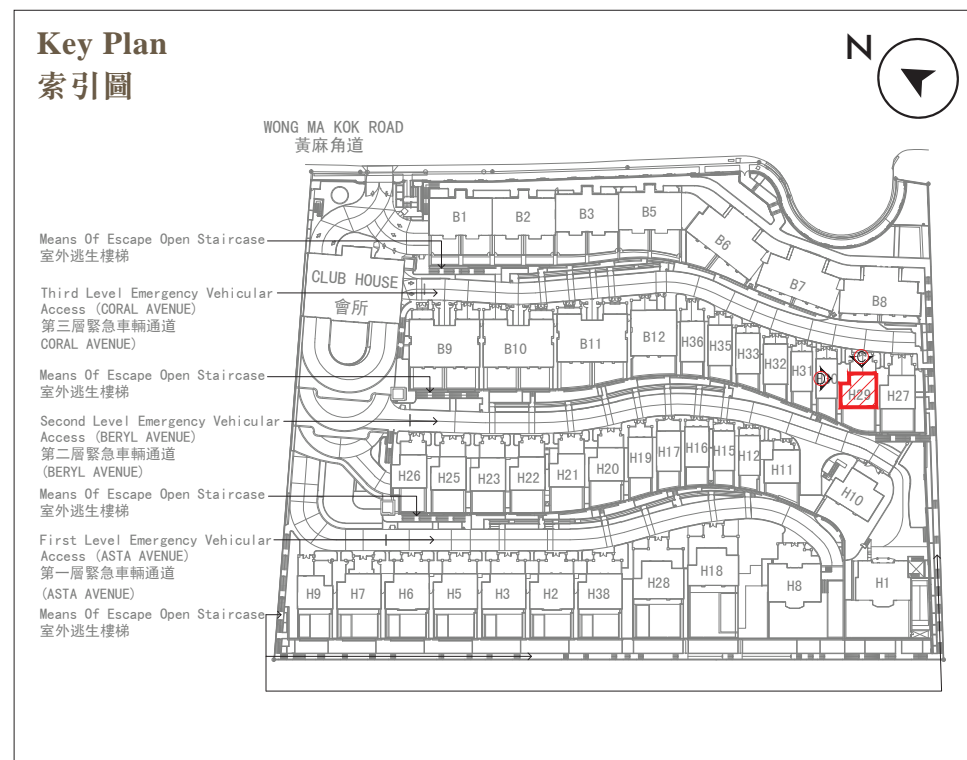 Key Plan
索引圖
N
WONG MA KOK ROAD
黃麻角道
Means Of Escape Open Staircase
室外逃生樓梯
Third Level Emergency Vehicular
Access (CORAL AVENUE)
第三層緊急車輛通道
CORAL AVENUE)
Means Of Escape Open Staircase
室外逃生樓梯
Second Level Emergency Vehicular
Access (BERYL AVENUE)
第二層緊急車輛通道
(BERYL AVENUE)
Means Of Escape Open Staircase
室外逃生樓梯
First Level Emergency Vehicular
Access (ASTA AVENUE)
第一層緊急車輛通道
(ASTA AVENUE)
Means Of Escape Open Staircase
室外逃生樓梯
CLUB HOUSE
會所
B1 B2 B3 B5
B6 B7 B8
B9 B10 B11 B12 H36 H35 H33 H32 H31 H29 H27
H26 H25 H23 H22 H21 H20 H19 H17 H16 H15 H12 H11 H10
H9 H7 H6 H5 H3 H2 H38 H28 H18 H8 H1